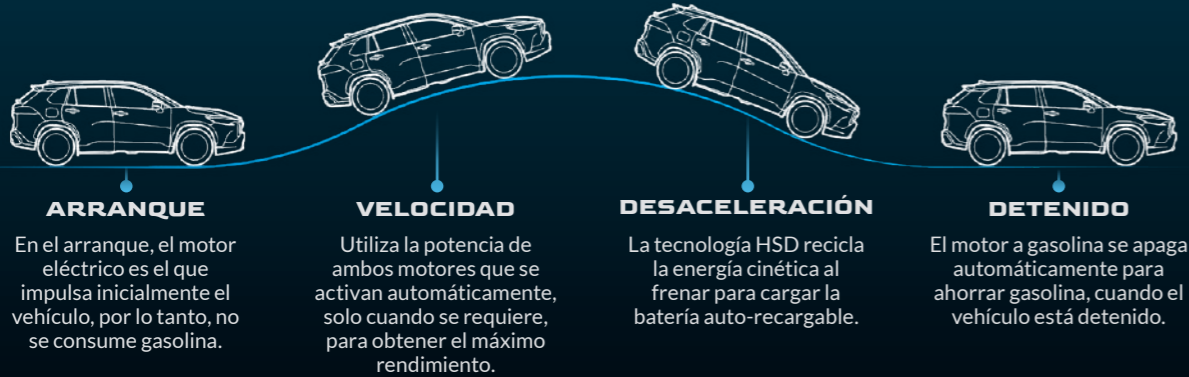 ARRANQUE
En el arranque, el motor
eléctrico es el que
impulsa inicialmente el
vehículo, por lo tanto, no
se consume gasolina.
VELOCIDAD
Utiliza la potencia de
ambos motores que se
activan automáticamente,
solo cuando se requiere,
para obtener el máximo
rendimiento.
DESACELERACIÓN
La tecnología HSD recicla
la energía cinética al
frenar para cargar la
batería auto-recargable.
DETENIDO
El motor a gasolina se apaga
automáticamente para
ahorrar gasolina, cuando el
vehículo está detenido.